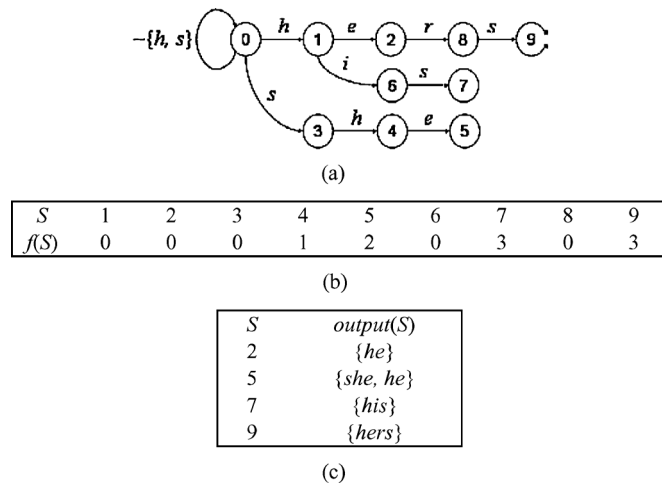 h e r s
~{h, s} 0 1 2 8 9
i s
6 7
s h e
3 4 5
(a)
S 1 2 3 4 5 6 7 8 9
f(S) 0 0 0 1 2 0 3 0 3
(b)
S output(S)
2 {he}
5 {she, he}
7 {his}
9 {hers}
(c)